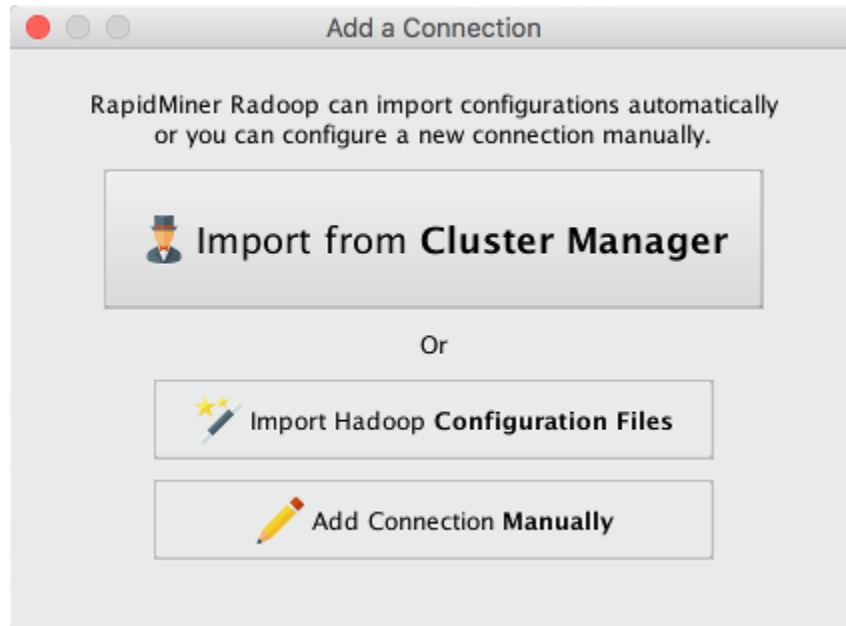 Add a Connection
RapidMiner Radoop can import configurations automatically
or you can configure a new connection manually.
Import from Cluster Manager
Or
Import Hadoop Configuration Files
Add Connection Manually